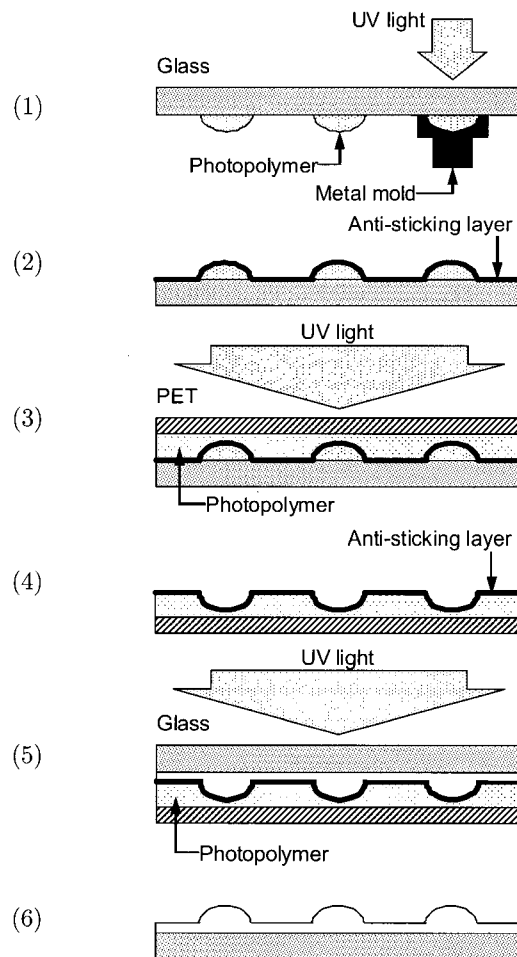 UV light
Glass
(1)
Photopolymer
Metal mold
Anti-sticking layer
(2)
UV light
PET
(3)
Photopolymer
Anti-sticking layer
(4)
UV light
Glass
(5)
Photopolymer
(6)